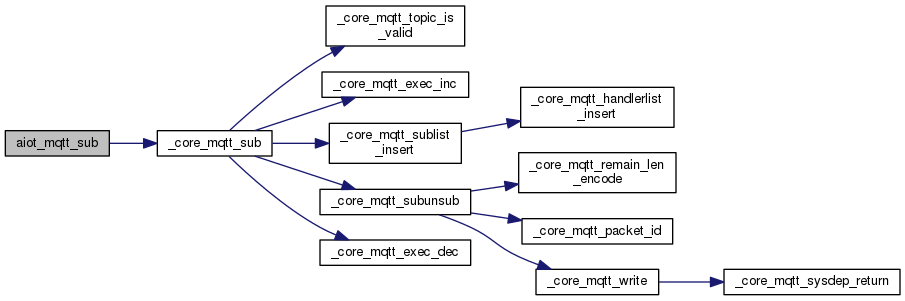 aiot_mqtt_sub
_core_mqtt_sub
_core_mqtt_topic_is
_valid
_core_mqtt_exec_inc
_core_mqtt_sublist
_insert
_core_mqtt_handlerlist
_insert
_core_mqtt_subunsub
_core_mqtt_remain_len
_encode
_core_mqtt_packet_id
_core_mqtt_write
_core_mqtt_sysdep_return
_core_mqtt_exec_dec